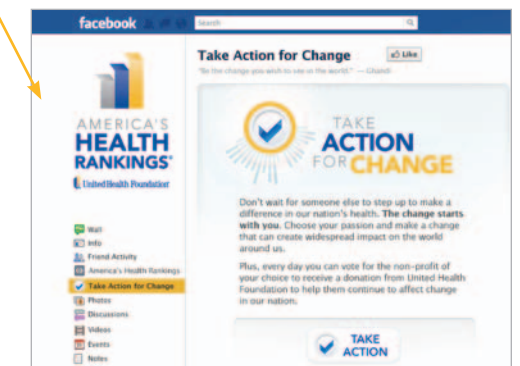 facebook
Search
Take Action for Change
Like
"Be the change you wish to see in the world." — Ghandi
AMERICA'S
HEALTH
RANKINGS®
United Health Foundation®
TAKE
ACTION
FOR CHANGE
Don't wait for someone else to step up to make a
difference in our nation's health. The change starts
with you. Choose your passion and make a change
that can create widespread impact on the world
around us.
Plus, every day you can vote for the non-profit of
your choice to receive a donation from United Health
Foundation to help them continue to affect change
in our nation.
Wall
Info
Friend Activity
America's Health Rankings
Take Action for Change
Photos
Discussions
Videos
Events
Notes
TAKE
ACTION